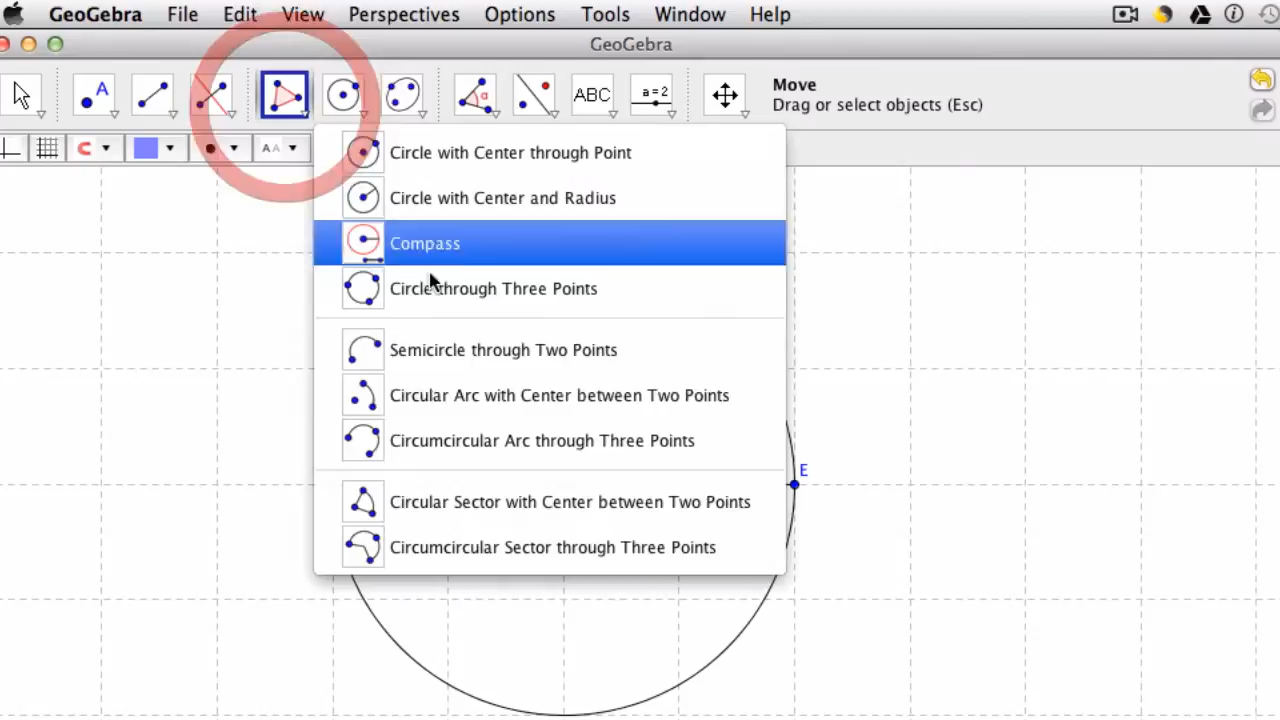 GeoGebra File Edit View Perspectives Options Tools Window Help
GeoGebra
A α ABC a=2 Move
Drag or select objects (Esc)
AA
Circle with Center through Point
Circle with Center and Radius
Compass
Circle through Three Points
Semicircle through Two Points
Circular Arc with Center between Two Points
Circumcircular Arc through Three Points
E
Circular Sector with Center between Two Points
Circumcircular Sector through Three Points